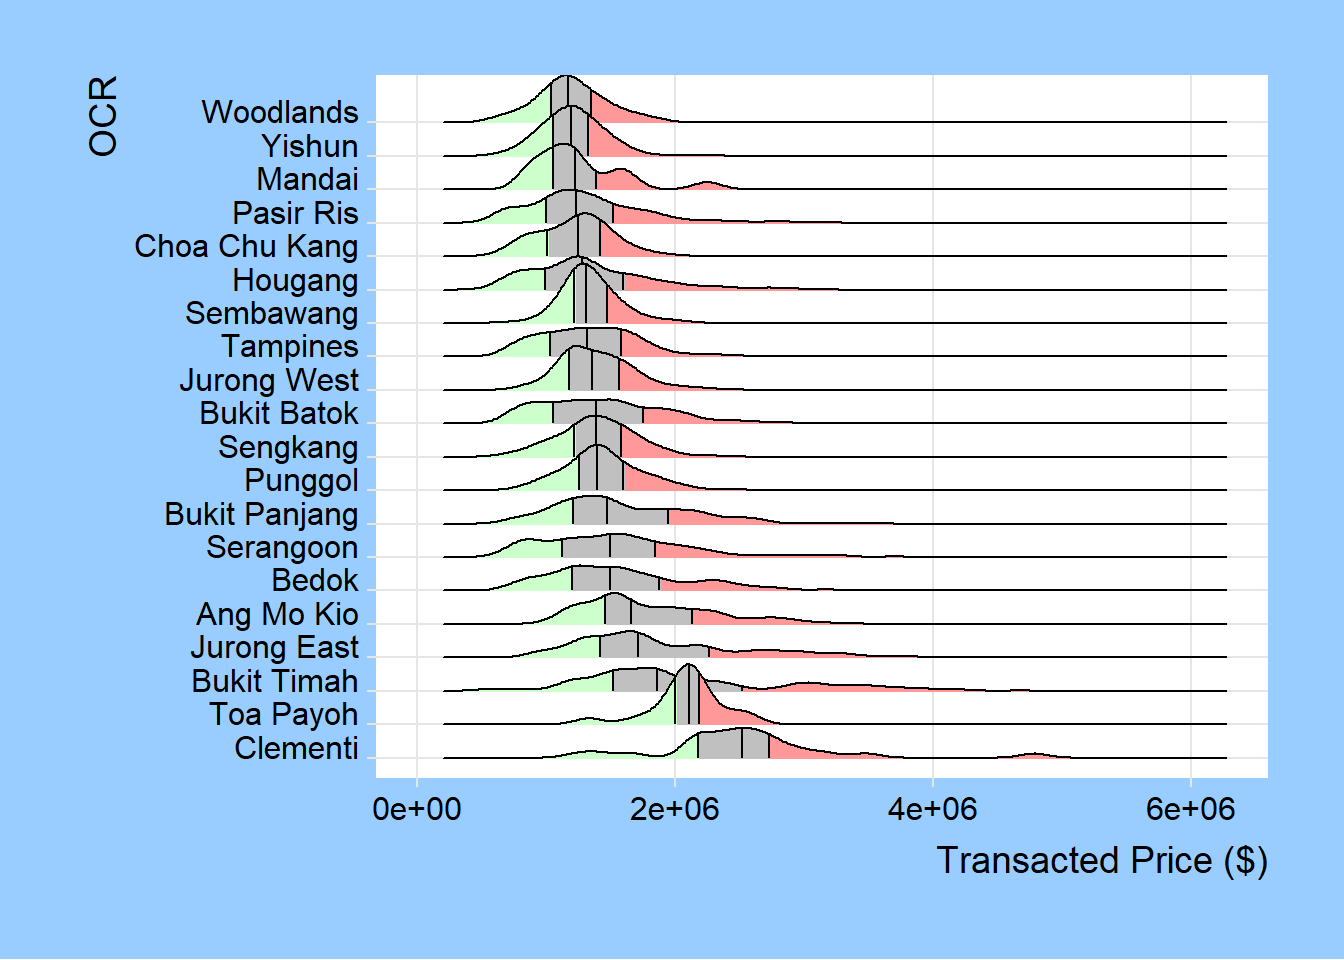 OCR
Woodlands
Yishun
Mandai
Pasir Ris
Choa Chu Kang
Hougang
Sembawang
Tampines
Jurong West
Bukit Batok
Sengkang
Punggol
Bukit Panjang
Serangoon
Bedok
Ang Mo Kio
Jurong East
Bukit Timah
Toa Payoh
Clementi
0e+00 2e+06 4e+06 6e+06
Transacted Price ($)